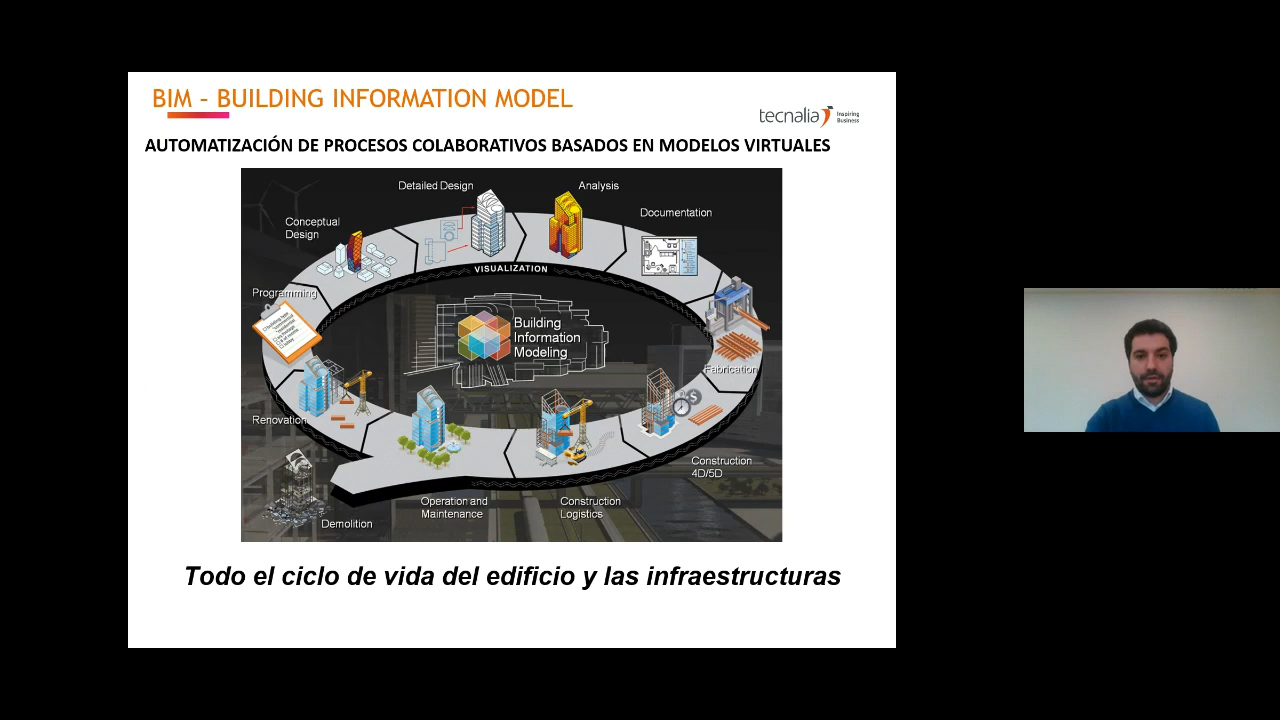 BIM – BUILDING INFORMATION MODEL
tecnalia Inspiring
Business
AUTOMATIZACIÓN DE PROCESOS COLABORATIVOS BASADOS EN MODELOS VIRTUALES
Detailed Design
Analysis
Documentation
Conceptual
Design
VISUALIZATION
Programming
Building
Information
Modeling
Fabrication
Renovation
Construction
4D/5D
Operation and
Maintenance
Construction
Logistics
Demolition
Todo el ciclo de vida del edificio y las infraestructuras